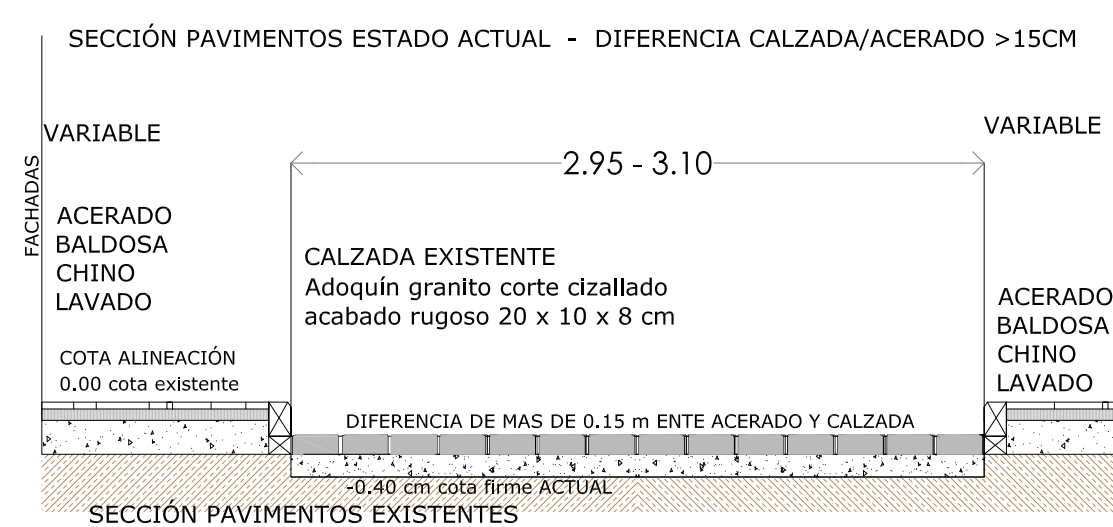 SECCIÓN PAVIMENTOS ESTADO ACTUAL - DIFERENCIA CALZADA/ACERADO >15CM
VARIABLE
VARIABLE
2.95 - 3.10
FACHADAS
ACERADO
BALDOSA
CHINO
LAVADO
CALZADA EXISTENTE
Adoquín granito corte cizallado
acabado rugoso 20 x 10 x 8 cm
ACERADO
BALDOSA
CHINO
LAVADO
COTA ALINEACIÓN
0.00 cota existente
DIFERENCIA DE MAS DE 0.15 m ENTE ACERADO Y CALZADA
-0.40 cm cota firme ACTUAL
SECCIÓN PAVIMENTOS EXISTENTES